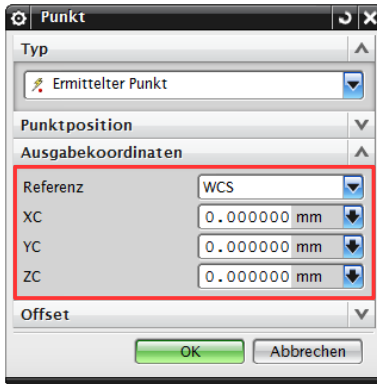 Punkt
Typ
Ermittelter Punkt
Punktposition
Ausgabekoordinaten
Referenz WCS
XC 0.000000 mm
YC 0.000000 mm
ZC 0.000000 mm
Offset
OK Abbrechen